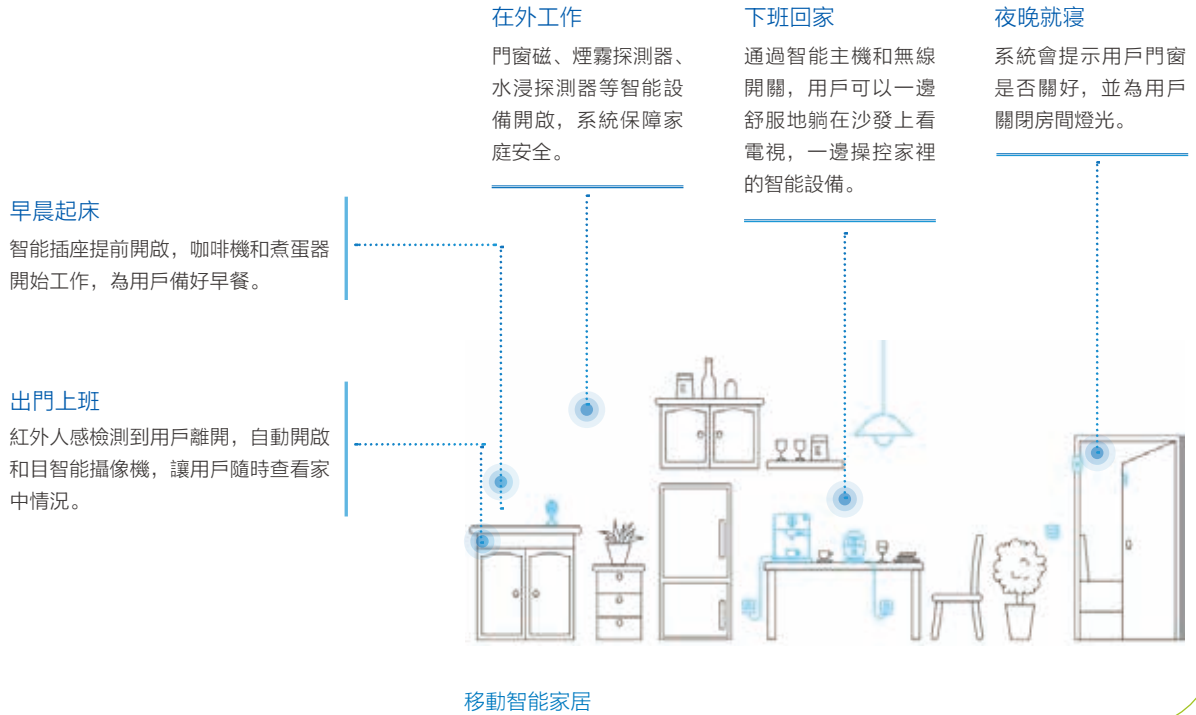 在外工作
門窗磁、煙霧探測器、
水浸探測器等智能設
備開啟，系統保障家
庭安全。
下班回家
通過智能主機和無線
開關，用戶可以一邊
舒服地躺在沙發上看
電視，一邊操控家裡
的智能設備。
夜晚就寢
系統會提示用戶門窗
是否關好，並為用戶
關閉房間燈光。
早晨起床
智能插座提前開啟，咖啡機和煮蛋器
開始工作，為用戶備好早餐。
出門上班
紅外人感檢測到用戶離開，自動開啟
和目智能攝像機，讓用戶隨時查看家
中情況。
移動智能家居